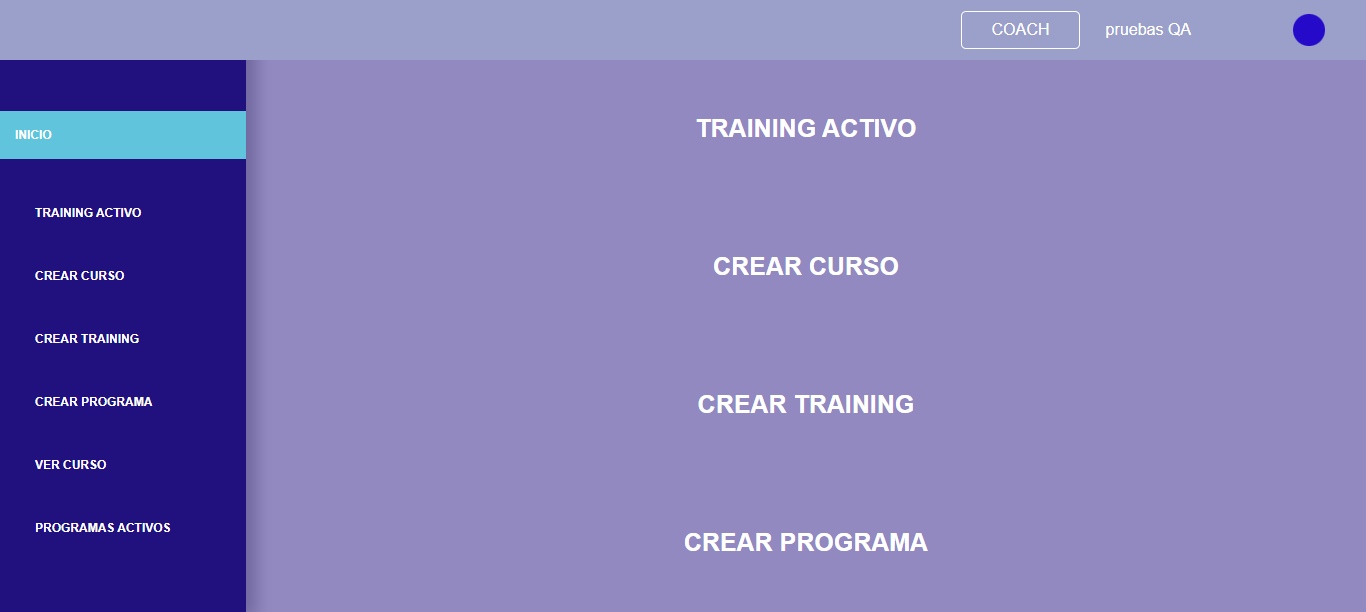 COACH
pruebas QA
INICIO
TRAINING ACTIVO
CREAR CURSO
CREAR TRAINING
CREAR PROGRAMA
VER CURSO
PROGRAMAS ACTIVOS
TRAINING ACTIVO
CREAR CURSO
CREAR TRAINING
CREAR PROGRAMA